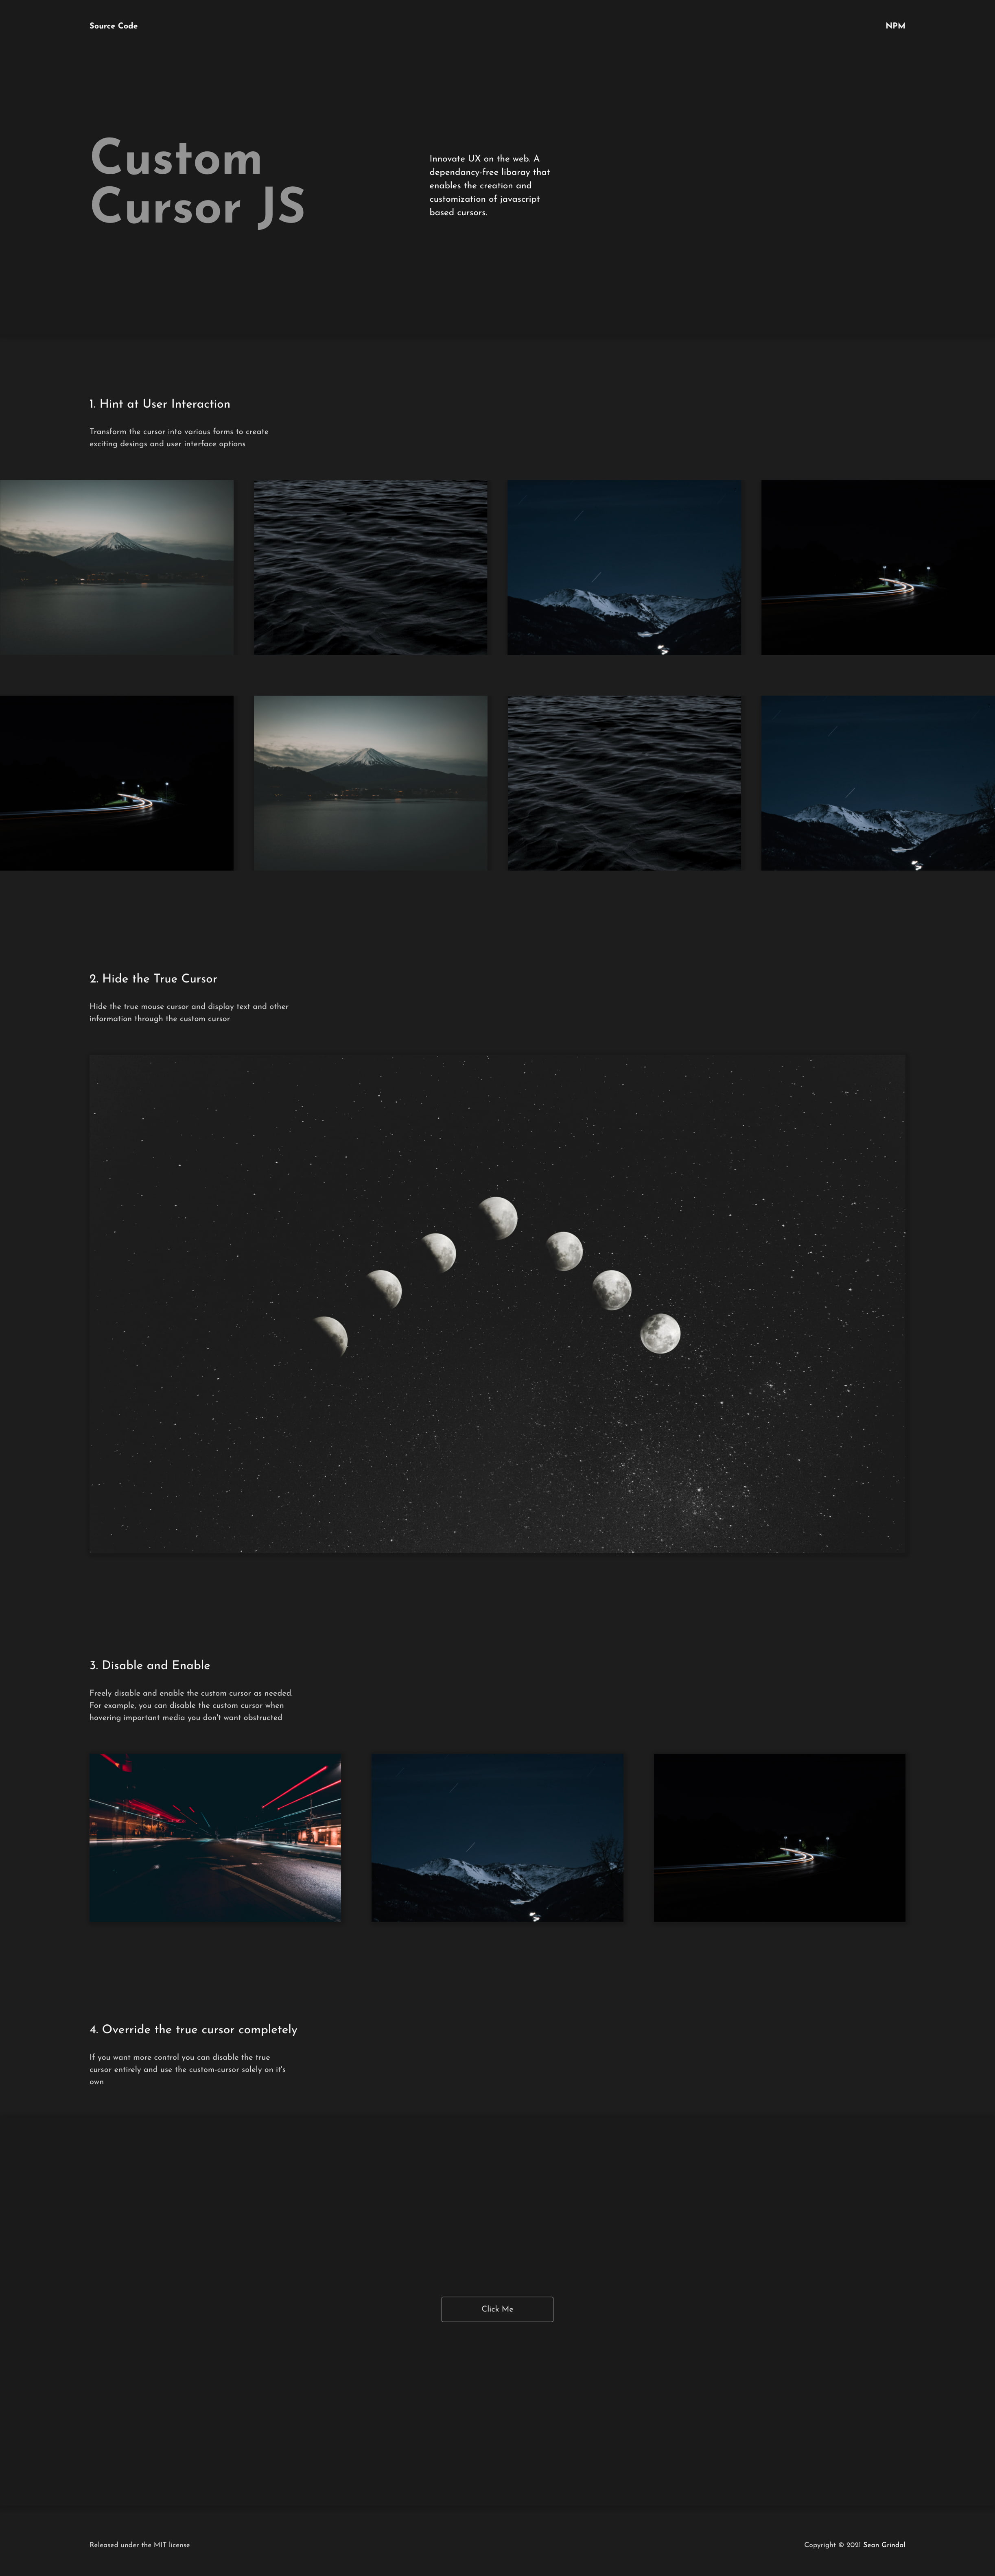 Source Code
NPM
Custom
Cursor JS
Innovate UX on the web. A
dependancy-free libaray that
enables the creation and
customization of javascript
based cursors.
1. Hint at User Interaction
Transform the cursor into various forms to create
exciting desings and user interface options
2. Hide the True Cursor
Hide the true mouse cursor and display text and other
information through the custom cursor
3. Disable and Enable
Freely disable and enable the custom cursor as needed.
For example, you can disable the custom cursor when
hovering important media you don't want obstructed
4. Override the true cursor completely
If you want more control you can disable the true
cursor entirely and use the custom-cursor solely on it's
own
Click Me
Released under the MIT license
Copyright © 2021 Sean Grindal